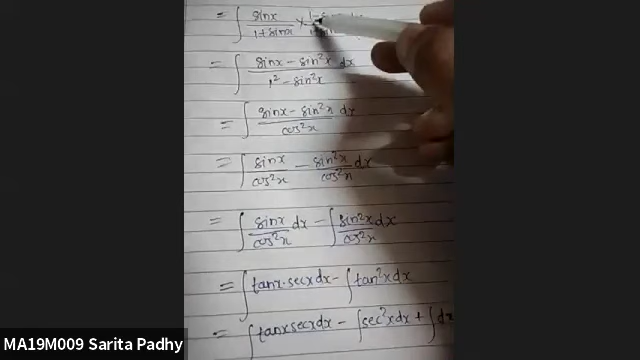 = ∫ sinx/1+sinx ×
= ∫ sinx - sin²x/1² - sin²x dx
= ∫ sinx - sin²x/cos²x dx
= ∫ sinx/cos²x - sin²x/cos²x dx
= ∫ sinx/cos²x dx - ∫ sin²x/cos²x dx
= ∫ tanx·secx dx - ∫ tan²x dx
= ∫ tanx secx dx - ∫ sec²x dx + ∫ dx
MA19M009 Sarita Padhy